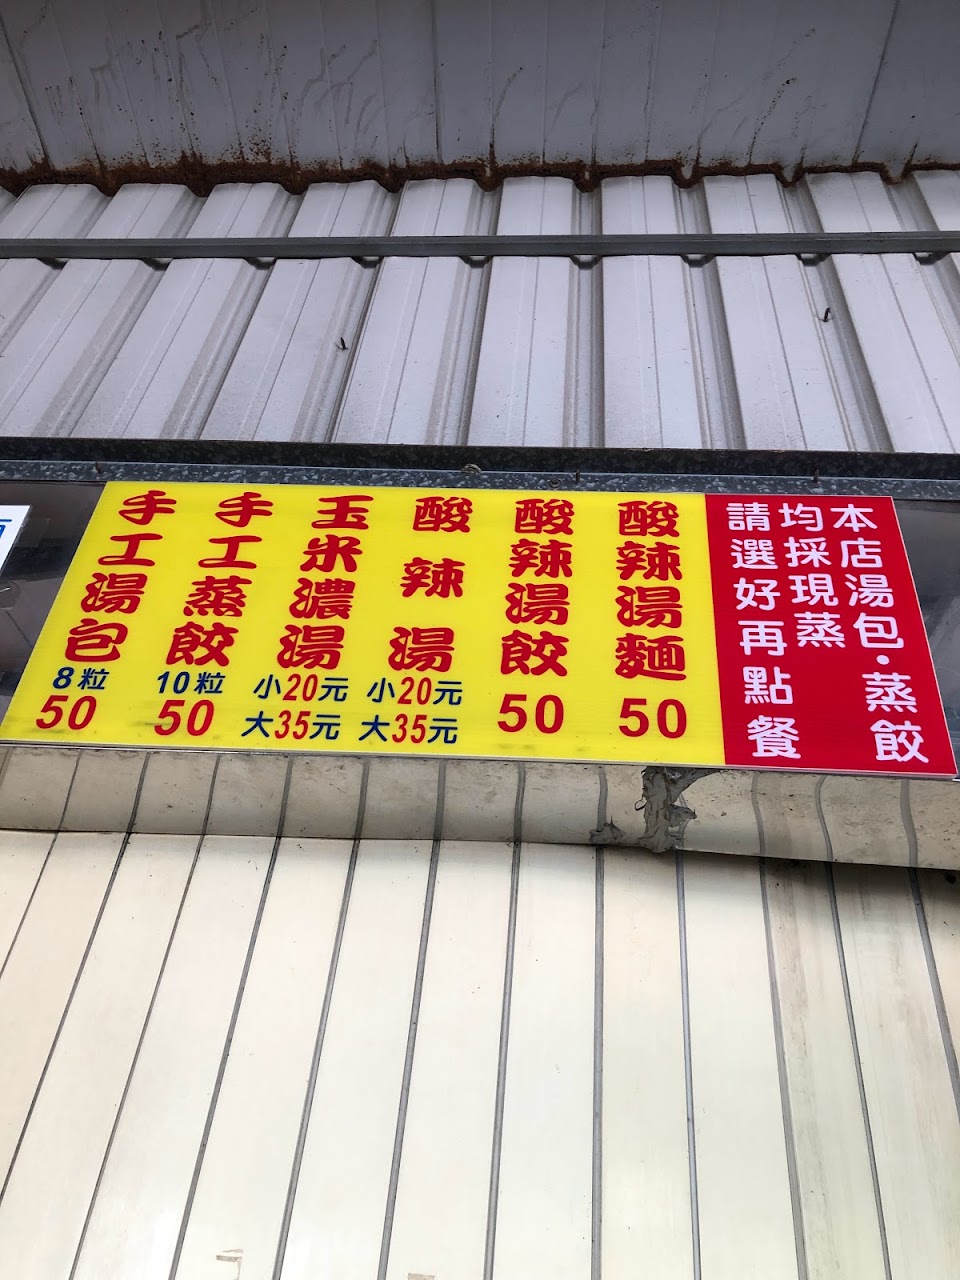 本店湯包·蒸餃
均採現蒸
請選好再點餐
酸辣湯麵
50
酸辣湯餃
50
酸辣湯
小20元
大35元
玉米濃湯
小20元
大35元
手工蒸餃
10粒
50
手工湯包
8粒
50